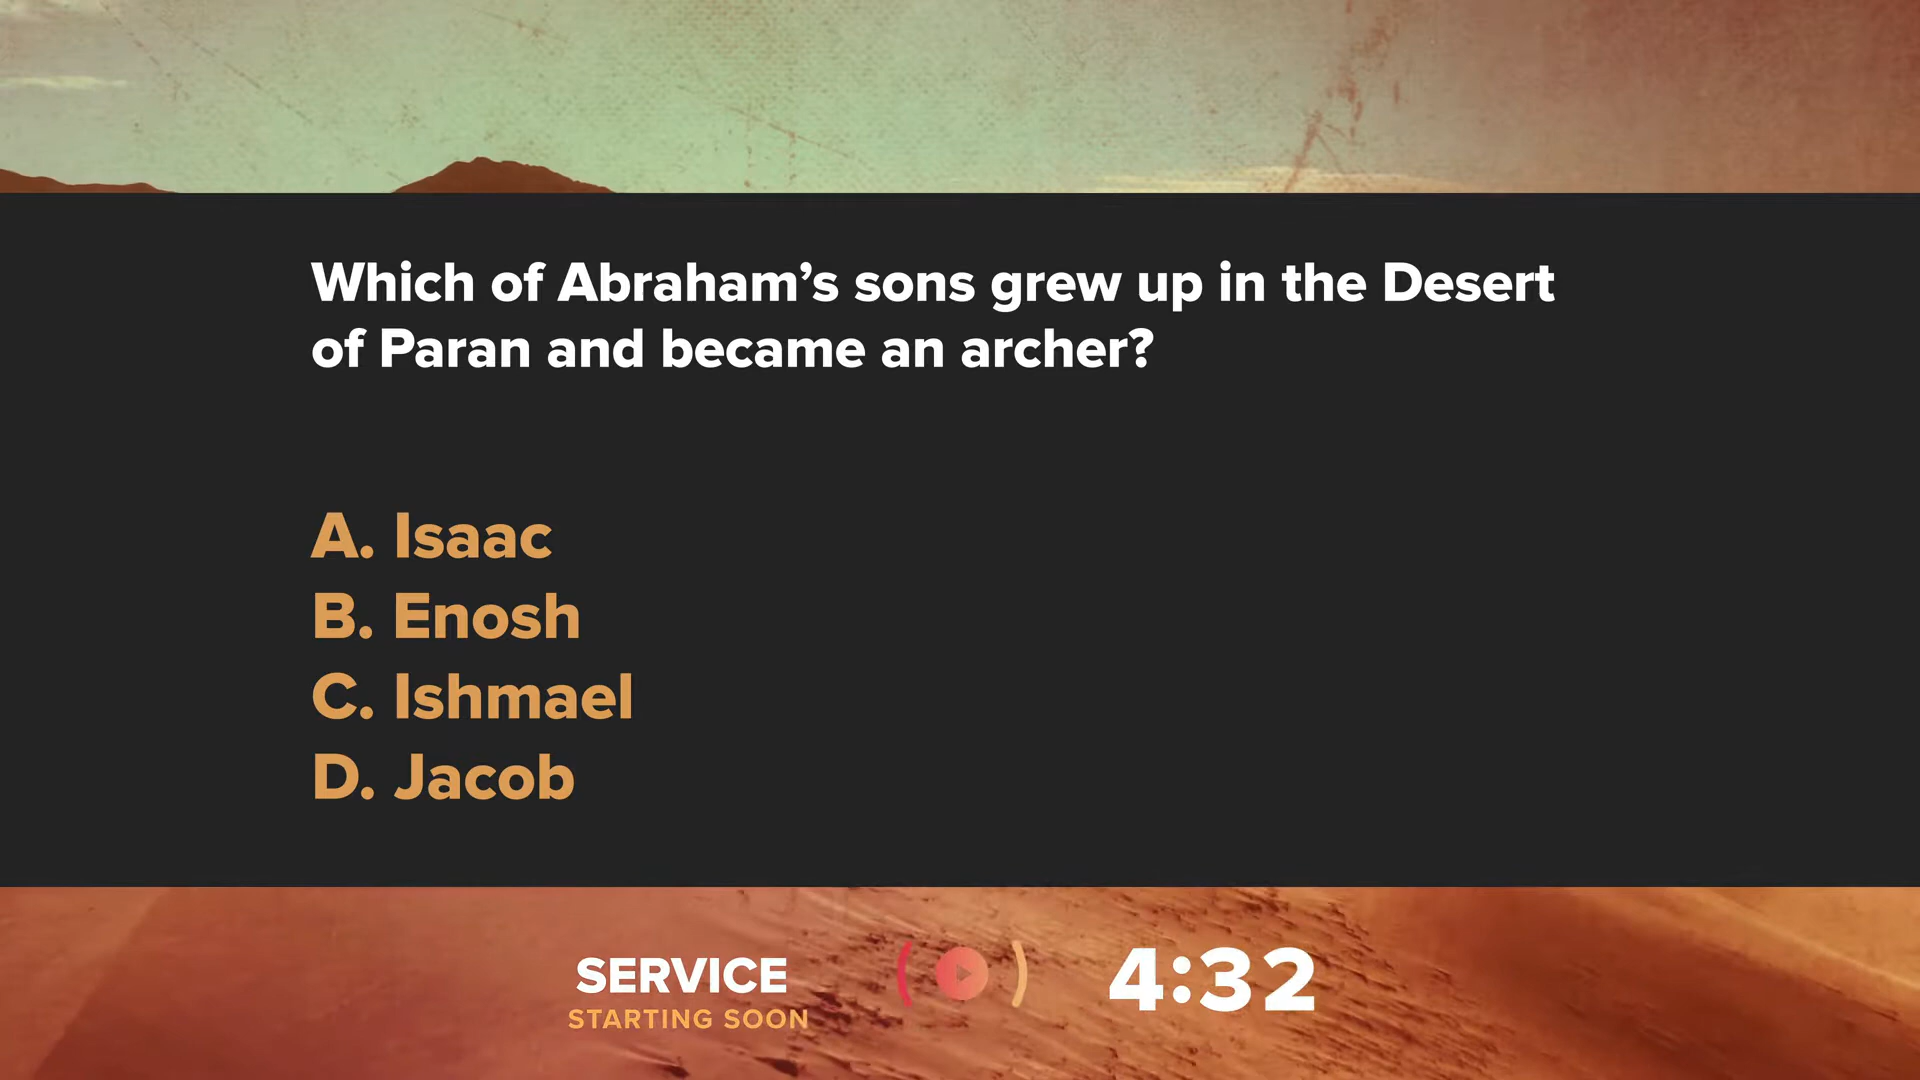 Which of Abraham’s sons grew up in the Desert
of Paran and became an archer?
A. Isaac
B. Enosh
C. Ishmael
D. Jacob
SERVICE
STARTING SOON
4:32